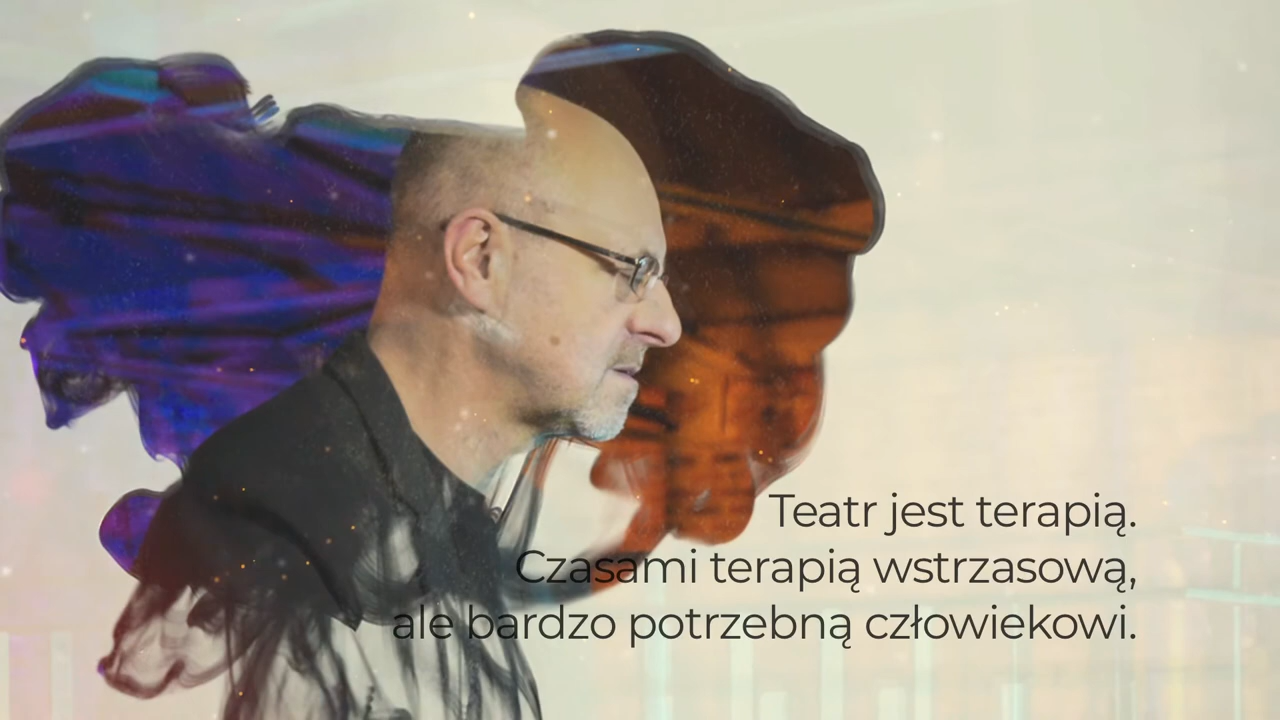 Teatr jest terapią.
Czasami terapią wstrzasową,
ale bardzo potrzebną człowiekowi.